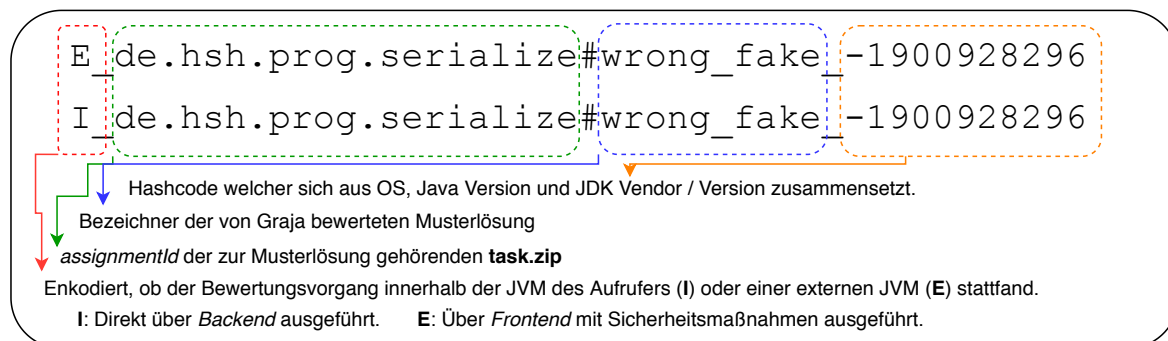 E_de.hsh.prog.serialize#wrong_fake_-1900928296
I_de.hsh.prog.serialize#wrong_fake_-1900928296
Hashcode welcher sich aus OS, Java Version und JDK Vendor / Version zusammensetzt.
Bezeichner der von Graja bewerteten Musterlösung
assignmentId der zur Musterlösung gehörenden task.zip
Enkodiert, ob der Bewertungsvorgang innerhalb der JVM des Aufrufers (I) oder einer externen JVM (E) stattfand.
I: Direkt über Backend ausgeführt. E: Über Frontend mit Sicherheitsmaßnahmen ausgeführt.